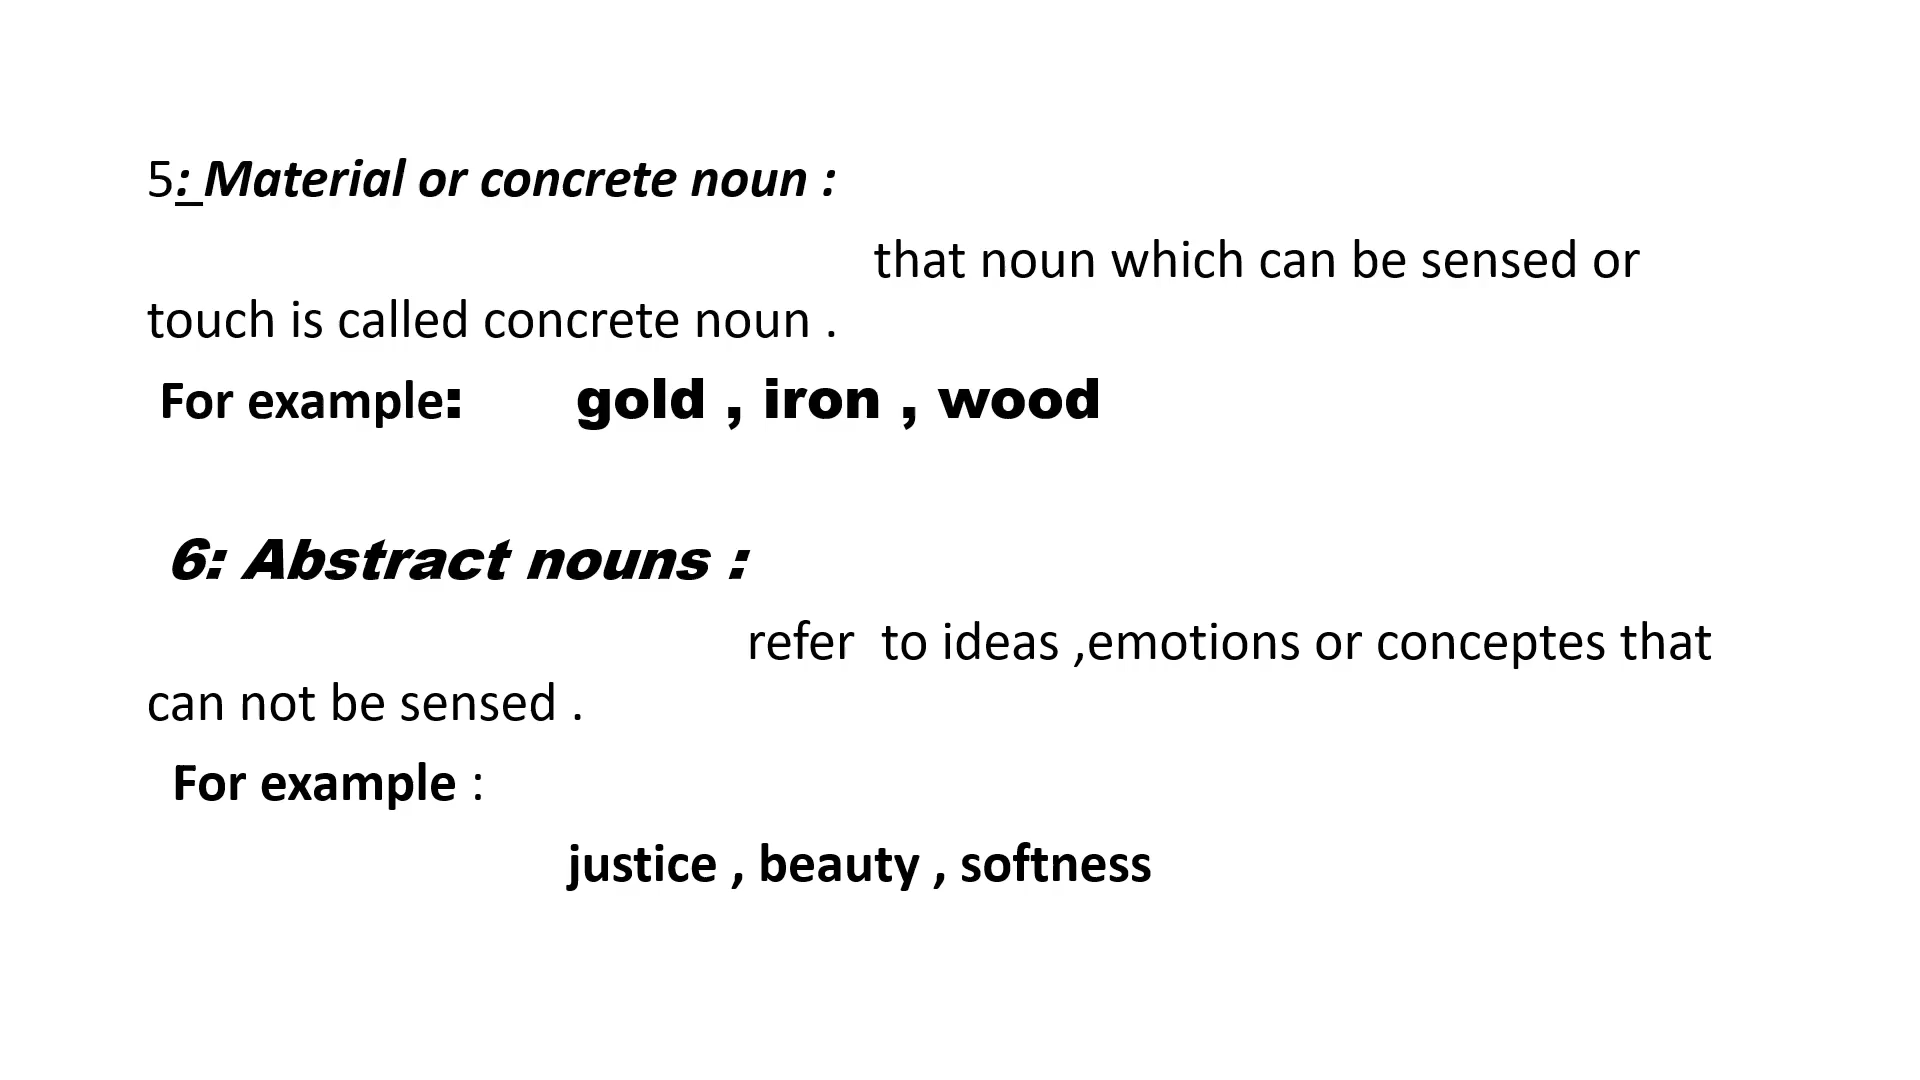 5: Material or concrete noun :
that noun which can be sensed or
touch is called concrete noun .
For example: gold , iron , wood
6: Abstract nouns :
refer to ideas ,emotions or conceptes that
can not be sensed .
For example :
justice , beauty , softness